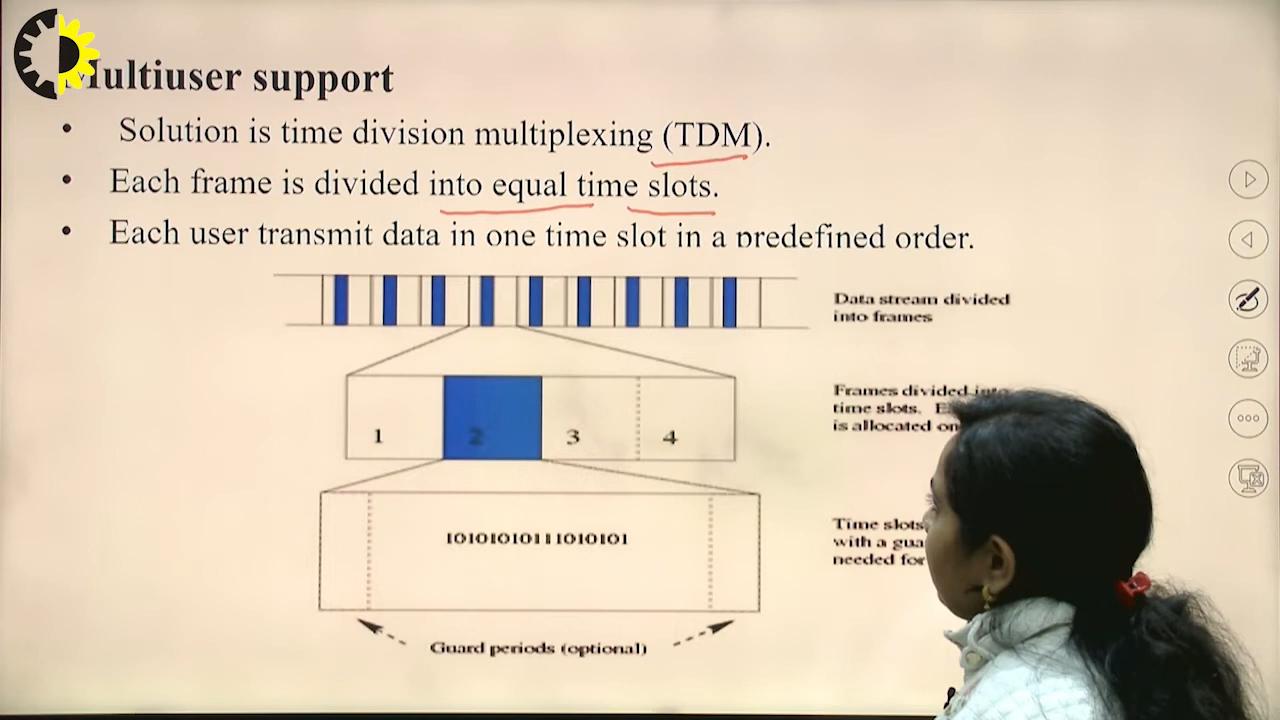 Multiuser support
• Solution is time division multiplexing (TDM).
• Each frame is divided into equal time slots.
• Each user transmit data in one time slot in a predefined order.
Data stream divided
into frames
Frames divided into
time slots.
is allocated
1 2 3 4
Time slots
with a
needed for
1010101011010101
Guard periods (optional)